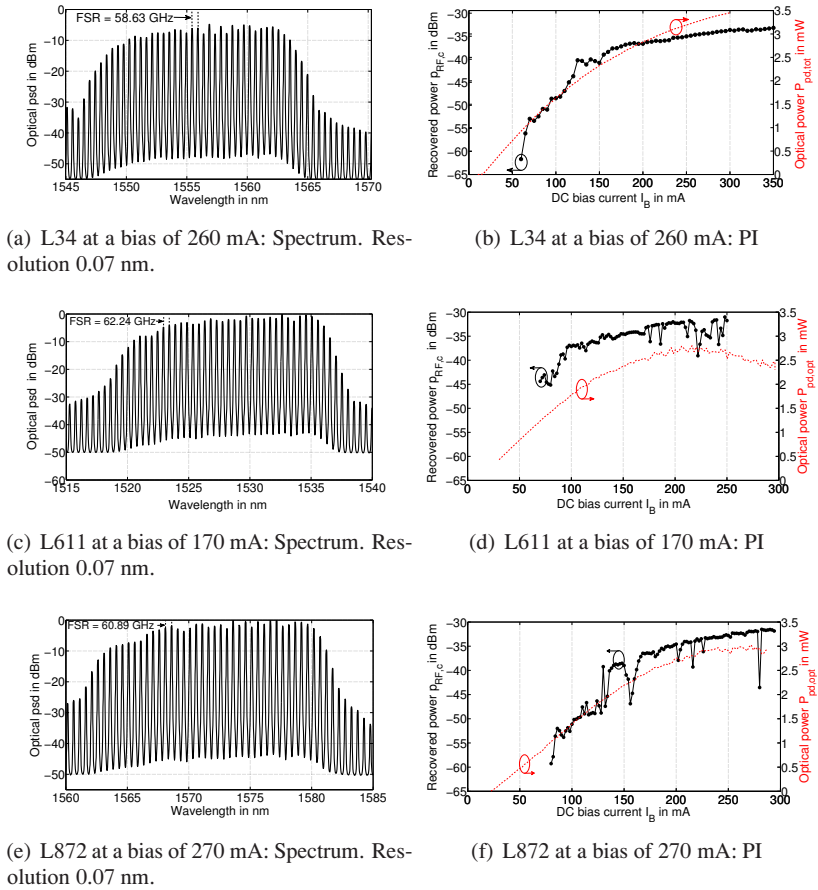 FSR = 58.63 GHz
Optical psd in dBm
0
−10
−20
−30
−40
−50
1545 1550 1555 1560 1565 1570
Wavelength in nm
(a) L34 at a bias of 260 mA: Spectrum. Res-
olution 0.07 nm.
Recovered power p_RF,c in dBm
−30
−35
−40
−45
−50
−55
−60
−65
0 50 100 150 200 250 300 350
DC bias current I_B in mA
3.5
3
2.5
2
1.5
1
0.5
0
Optical power P_pd,tot in mW
(b) L34 at a bias of 260 mA: PI
FSR = 62.24 GHz
Optical psd in dBm
0
−10
−20
−30
−40
−50
−60
1515 1520 1525 1530 1535 1540
Wavelength in nm
(c) L611 at a bias of 170 mA: Spectrum. Res-
olution 0.07 nm.
Recovered power p_RF,c in dBm
−30
−35
−40
−45
−50
−55
−60
−65
0 50 100 150 200 250 300
DC bias current I_B in mA
3.5
3
2.5
2
1.5
1
0.5
0
Optical power P_pd,opt in mW
(d) L611 at a bias of 170 mA: PI
FSR = 60.89 GHz
Optical psd in dBm
0
−10
−20
−30
−40
−50
1560 1565 1570 1575 1580 1585
Wavelength in nm
(e) L872 at a bias of 270 mA: Spectrum. Res-
olution 0.07 nm.
Recovered power p_RF,c in dBm
−30
−35
−40
−45
−50
−55
−60
−65
0 50 100 150 200 250 300
DC bias current I_B in mA
3.5
3
2.5
2
1.5
1
0.5
0
Optical power P_pd,opt in mW
(f) L872 at a bias of 270 mA: PI